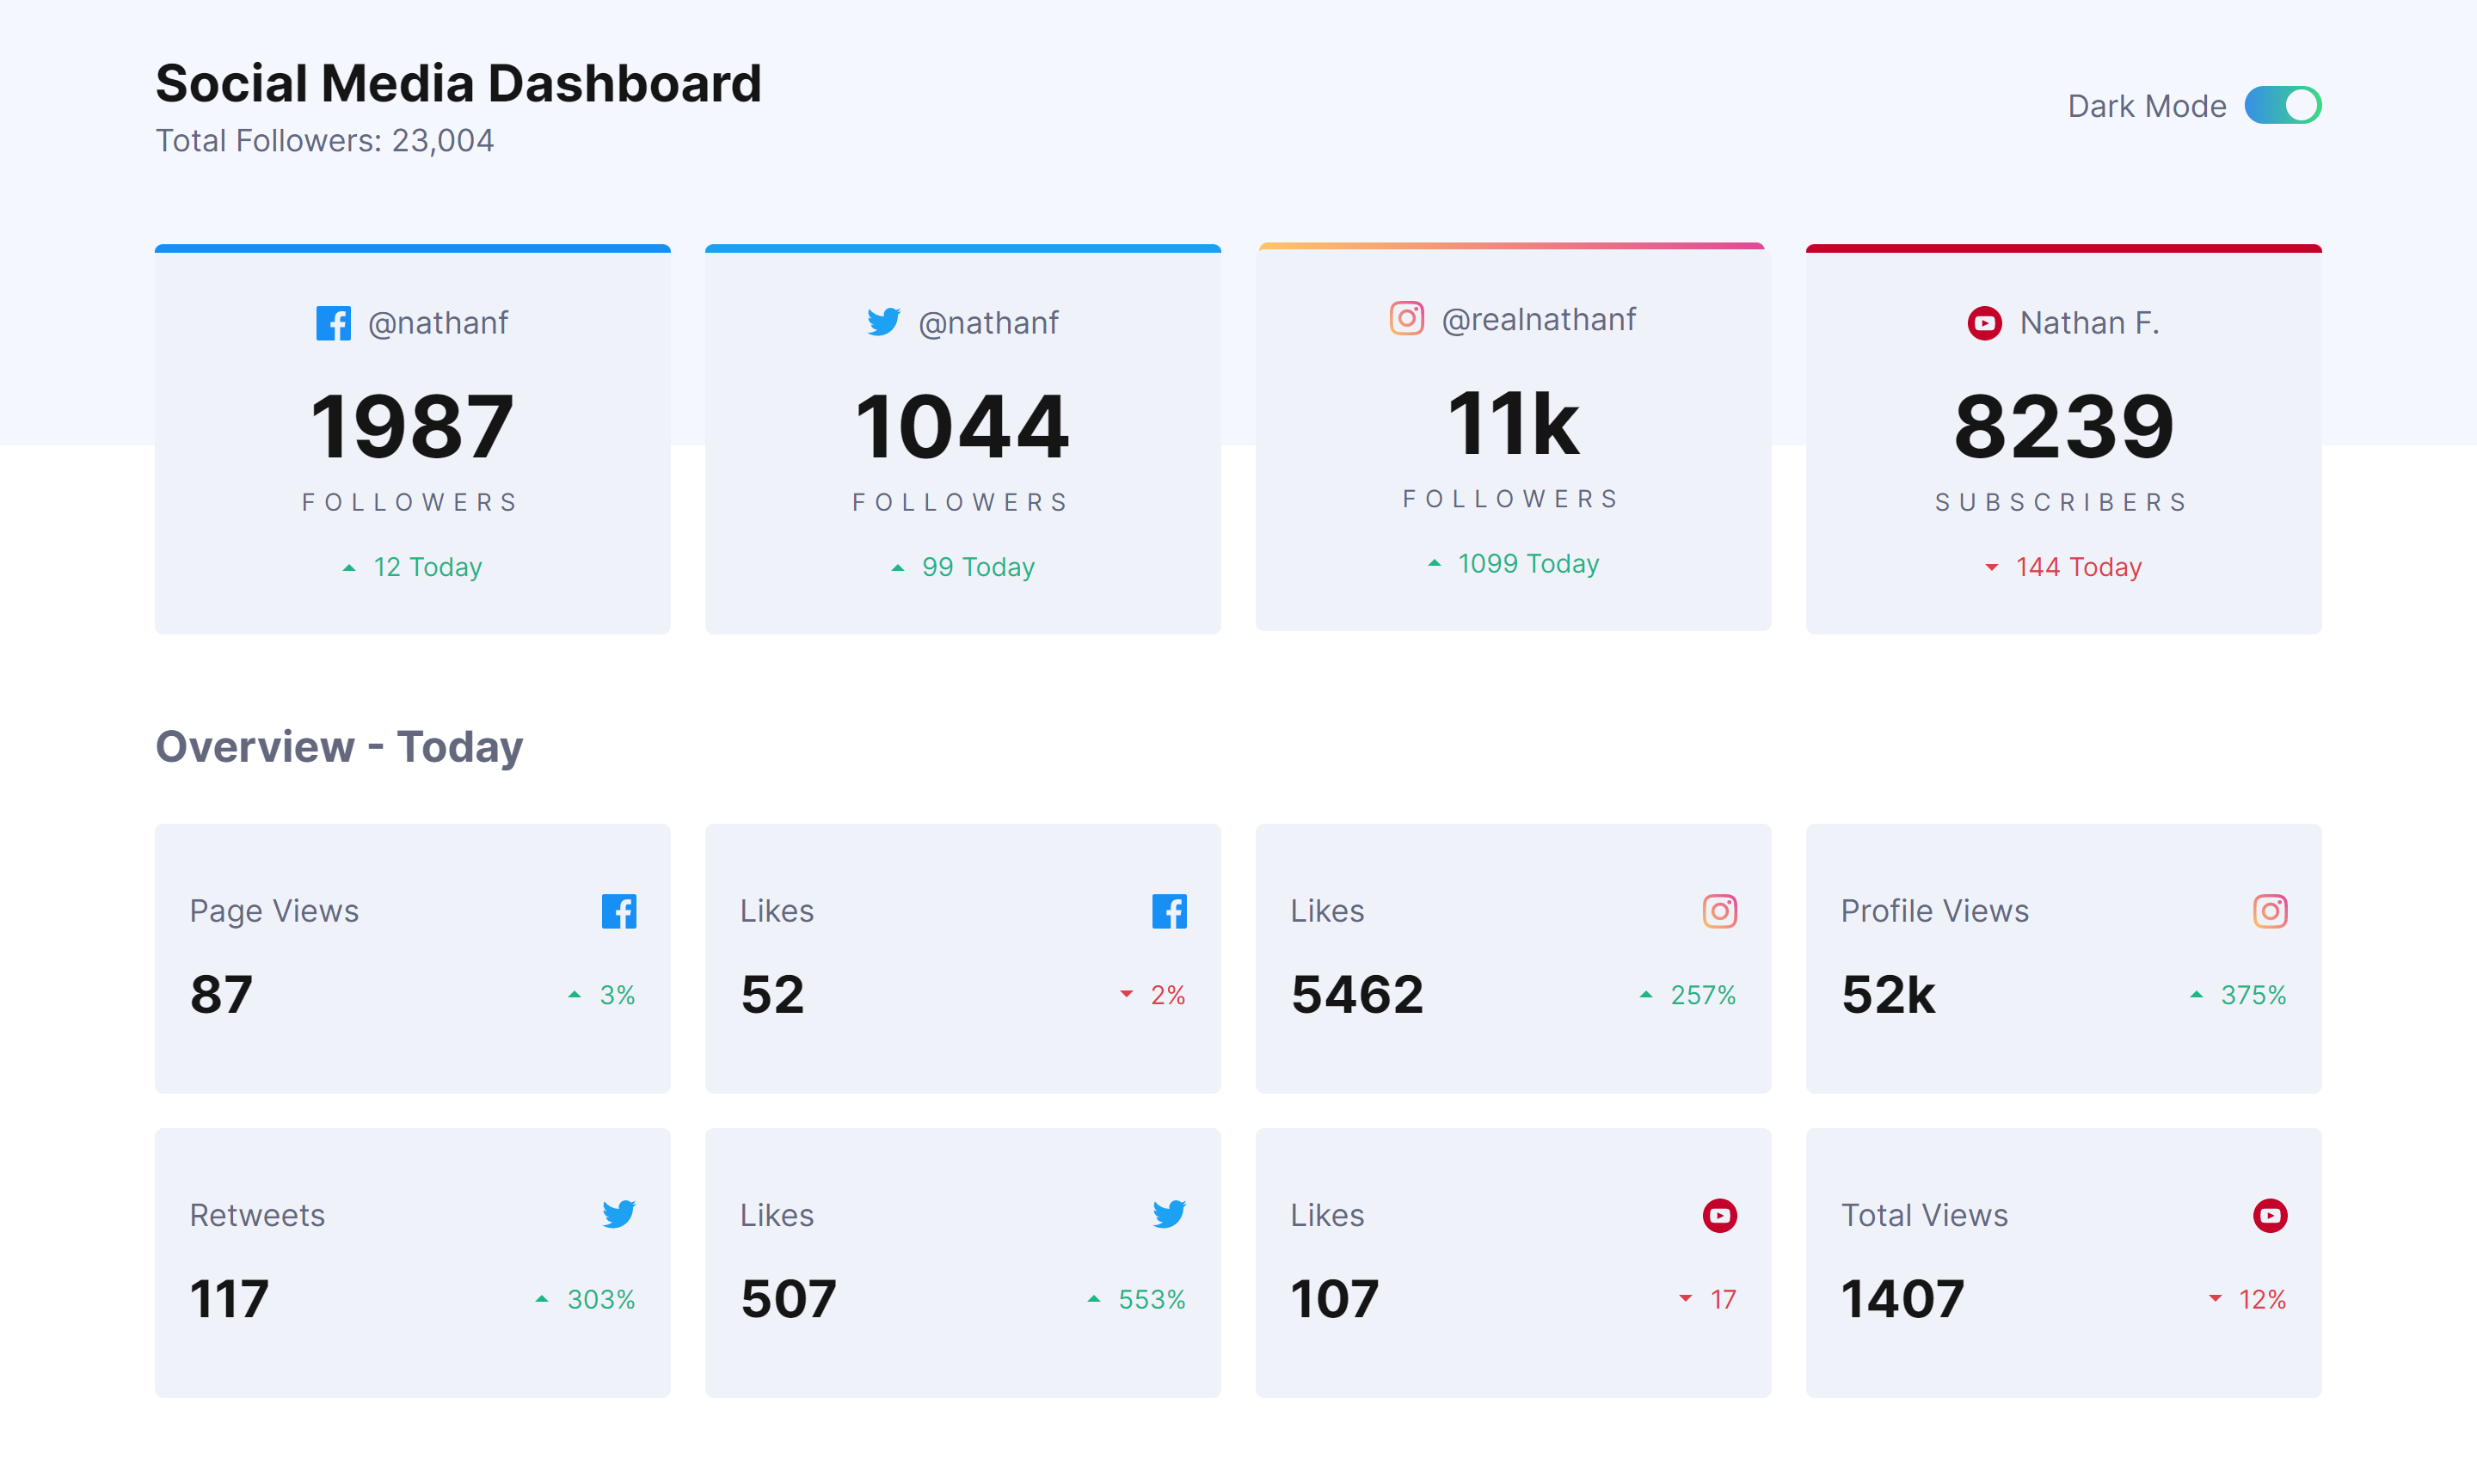 Social Media Dashboard
Total Followers: 23,004
Dark Mode
@nathanf
1987
FOLLOWERS
12 Today
@nathanf
1044
FOLLOWERS
99 Today
@realnathanf
11k
FOLLOWERS
1099 Today
Nathan F.
8239
SUBSCRIBERS
144 Today
Overview - Today
Page Views
87
3%
Likes
52
2%
Likes
5462
257%
Profile Views
52k
375%
Retweets
117
303%
Likes
507
553%
Likes
107
17
Total Views
1407
12%